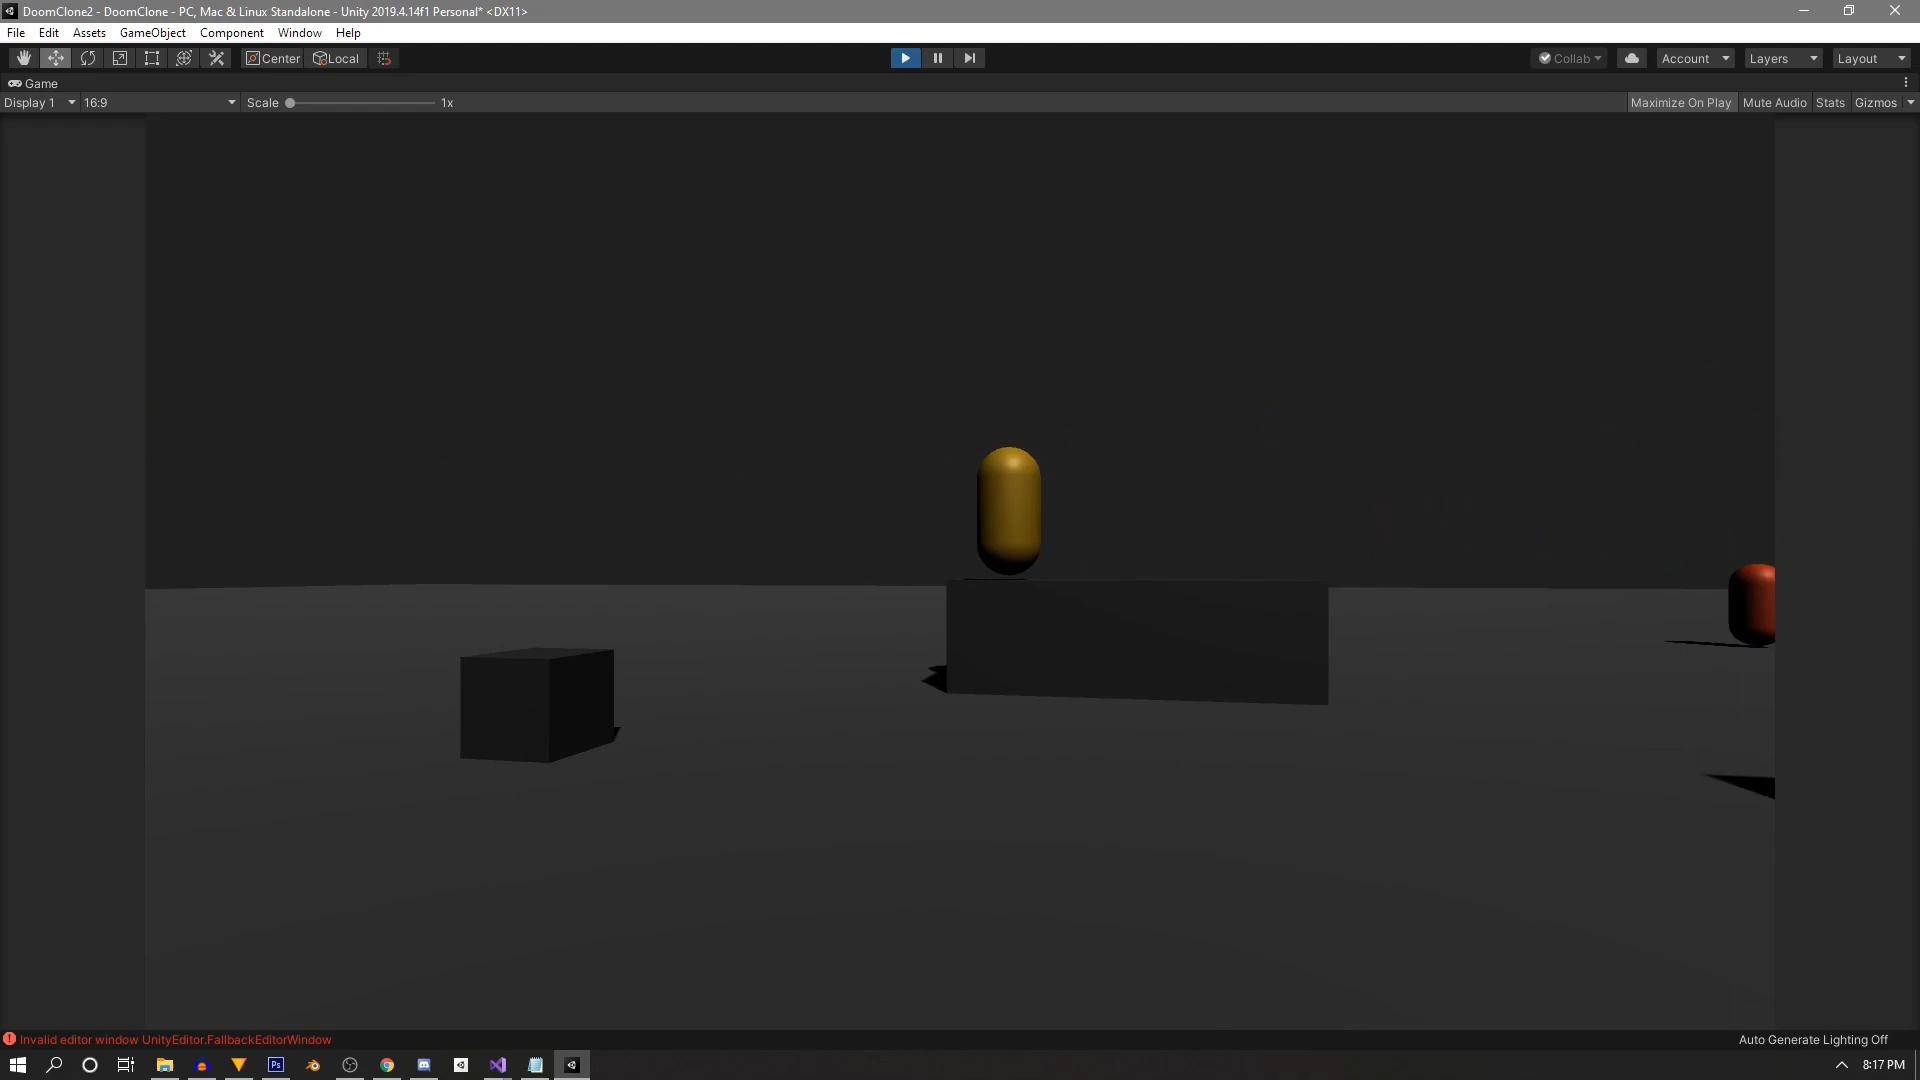 DoomClone2 - DoomClone - PC, Mac & Linux Standalone - Unity 2019.4.14f1 Personal* <DX11>
File Edit Assets GameObject Component Window Help
Center Local Collab Account Layers Layout
Game
Display 1 16:9 Scale 1x Maximize On Play Mute Audio Stats Gizmos
Invalid editor window UnityEditor.FallbackEditorWindow Auto Generate Lighting Off
Ps 8:17 PM